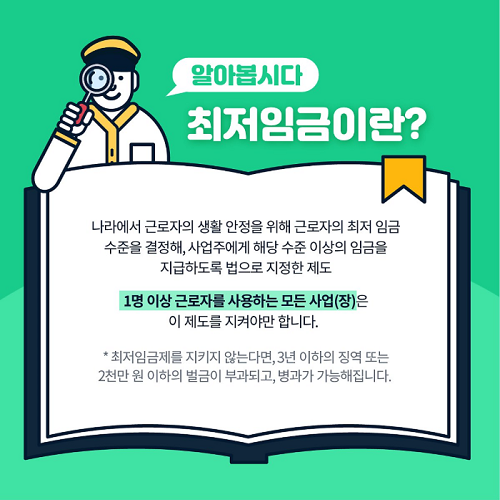 알아봅시다
최저임금이란?
나라에서 근로자의 생활 안정을 위해 근로자의 최저 임금
수준을 결정해, 사업주에게 해당 수준 이상의 임금을
지급하도록 법으로 지정한 제도
1명 이상 근로자를 사용하는 모든 사업(장)은
이 제도를 지켜야만 합니다.
* 최저임금제를 지키지 않는다면, 3년 이하의 징역 또는
2천만 원 이하의 벌금이 부과되고, 병과가 가능해집니다.